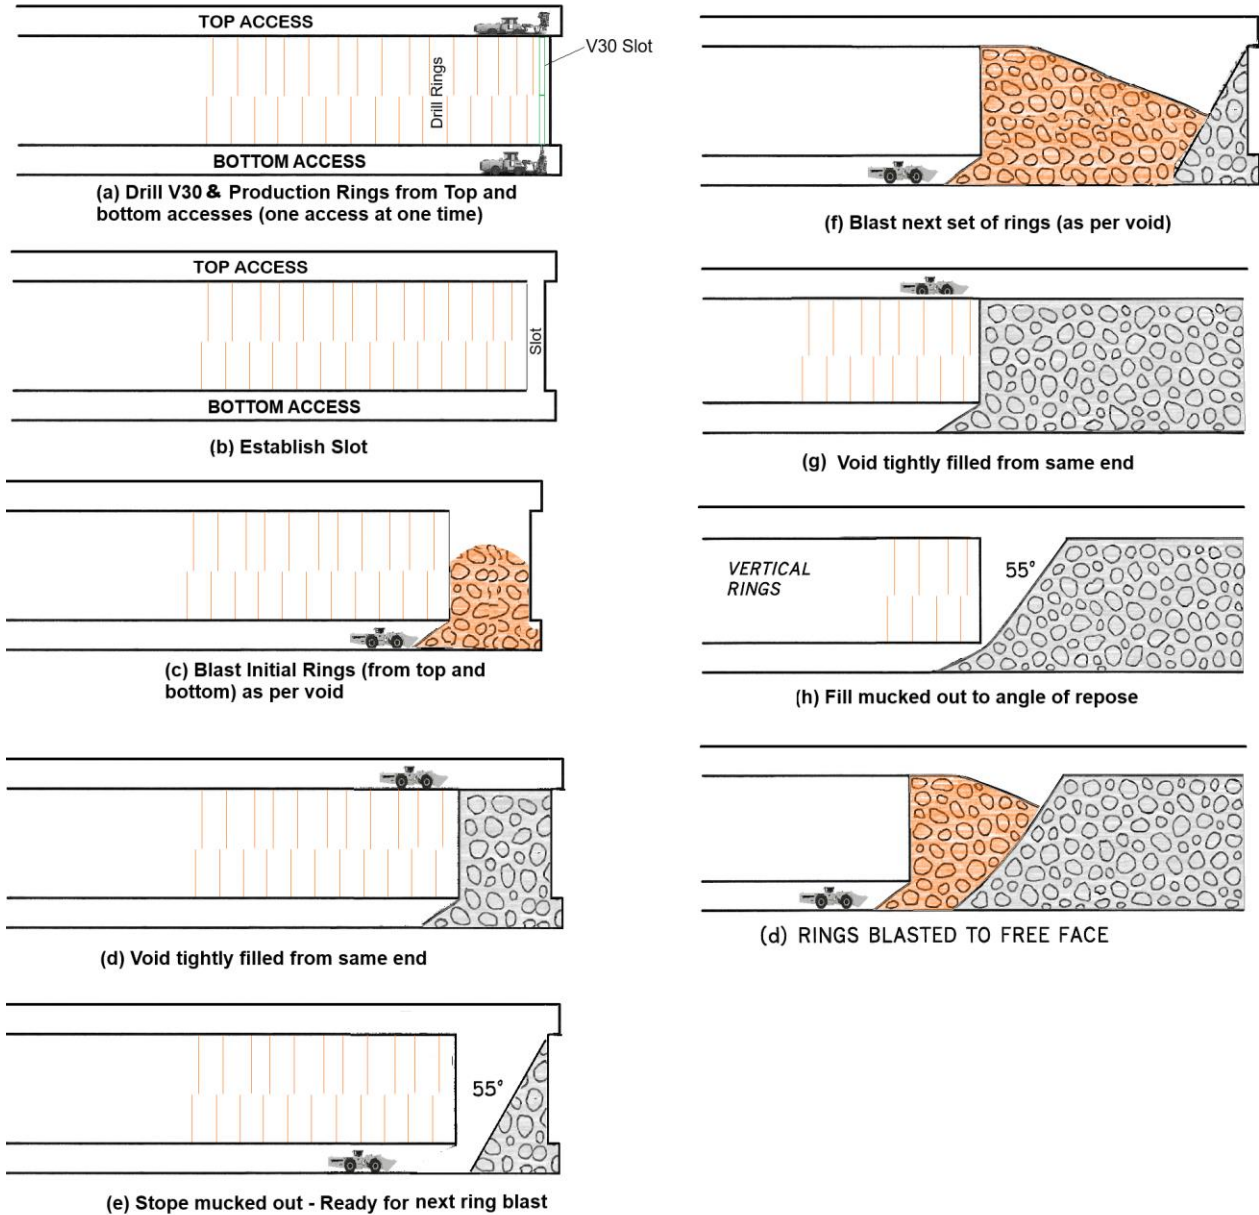 TOP ACCESS
V30 Slot
Drill Rings
BOTTOM ACCESS
(a) Drill V30 & Production Rings from Top and
bottom accesses (one access at one time)
TOP ACCESS
Slot
BOTTOM ACCESS
(b) Establish Slot
(c) Blast Initial Rings (from top and
bottom) as per void
(d) Void tightly filled from same end
55°
(e) Stope mucked out - Ready for next ring blast
(f) Blast next set of rings (as per void)
(g) Void tightly filled from same end
VERTICAL
RINGS
55°
(h) Fill mucked out to angle of repose
(d) RINGS BLASTED TO FREE FACE